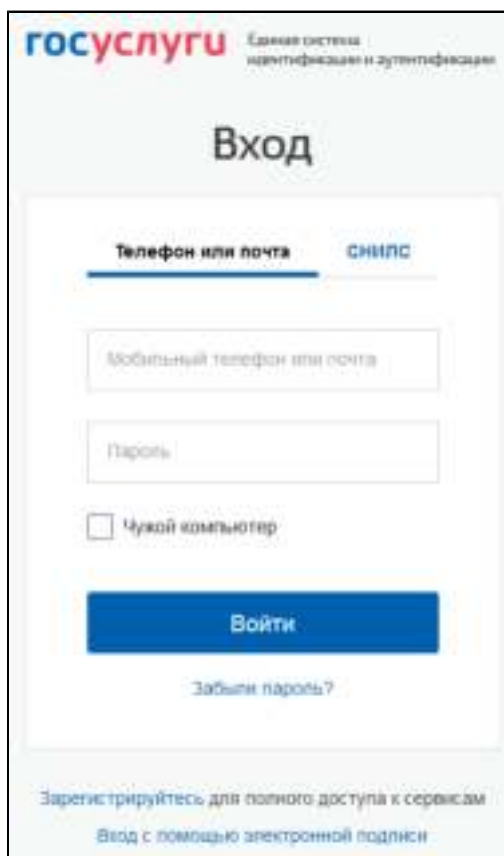 госуслуги Единая система
идентификации и аутентификации
Вход
Телефон или почта СНИЛС
Мобильный телефон или почта
Пароль
Чужой компьютер
Войти
Забыли пароль?
Зарегистрируйтесь для полного доступа к сервисам
Вход с помощью электронной подписи